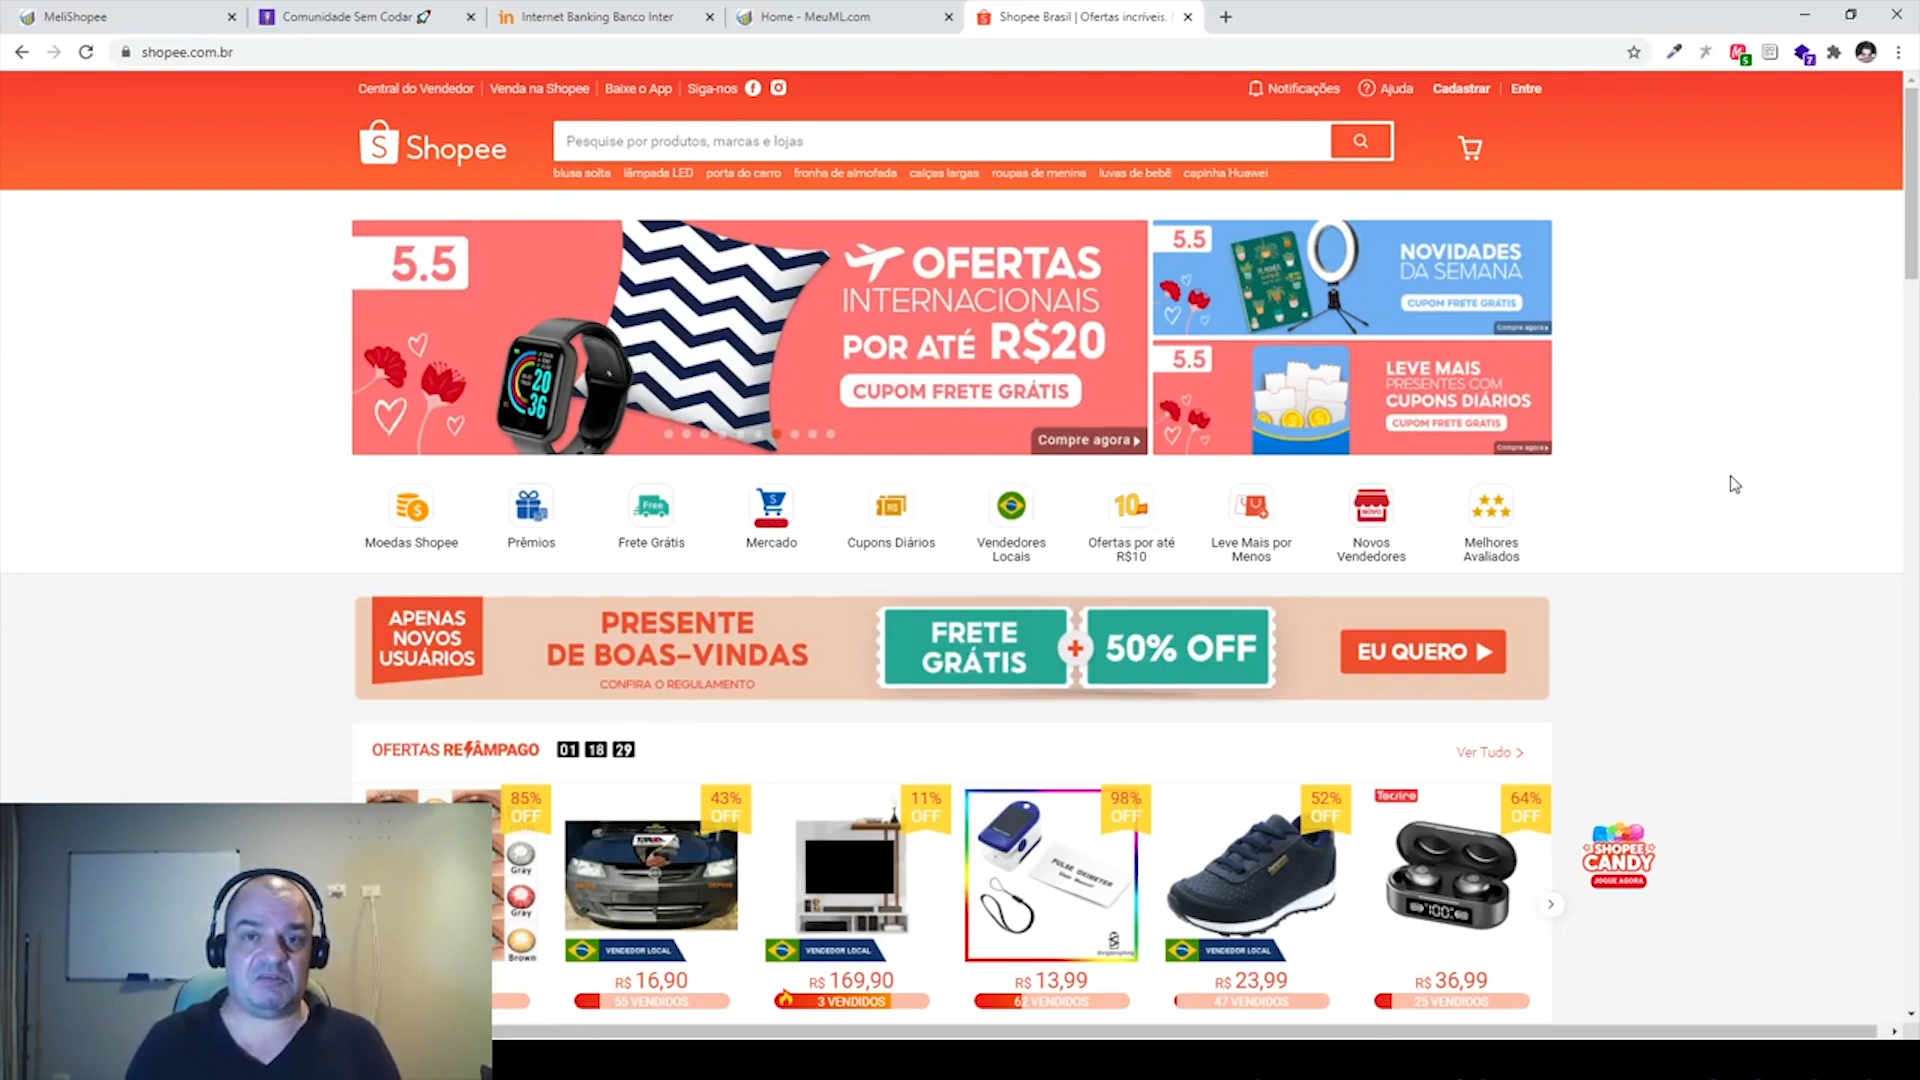 MeliShopee
Comunidade Sem Codar 🚀
Internet Banking Banco Inter
Home - MeuML.com
Shopee Brasil | Ofertas incríveis.
shopee.com.br
Central do Vendedor
Venda na Shopee
Baixe o App
Siga-nos
Notificações
Ajuda
Cadastrar
Entre
Shopee
Pesquise por produtos, marcas e lojas
blusa solta
lâmpada LED
porta do carro
fronha de almofada
calças largas
roupas de menina
luvas de bebê
capinha Huawei
5.5
20
36
OFERTAS
INTERNACIONAIS
POR ATÉ R$20
CUPOM FRETE GRÁTIS
Compre agora
5.5
NOVIDADES
DA SEMANA
CUPOM FRETE GRÁTIS
Compre agora
5.5
LEVE MAIS
PRESENTES COM
CUPONS DIÁRIOS
CUPOM FRETE GRÁTIS
Compre agora
Moedas Shopee
Prêmios
Free
Frete Grátis
Mercado
R$
Cupons Diários
Vendedores
Locais
10
Ofertas por até
R$10
Leve Mais por
Menos
NOVO
Novos
Vendedores
Melhores
Avaliados
APENAS
NOVOS
USUÁRIOS
PRESENTE
DE BOAS-VINDAS
CONFIRA O REGULAMENTO
FRETE
GRÁTIS
+
50% OFF
EU QUERO
OFERTAS RELÂMPAGO
01 18 29
Ver Tudo
85%
OFF
Gray
Gray
Brown
43%
OFF
VENDEDOR LOCAL
R$ 16,90
55 VENDIDOS
11%
OFF
VENDEDOR LOCAL
R$ 169,90
3 VENDIDOS
98%
OFF
PULSE OXIMETER
R$ 13,99
62 VENDIDOS
52%
OFF
VENDEDOR LOCAL
R$ 23,99
47 VENDIDOS
Tecsiro
64%
OFF
100
R$ 36,99
25 VENDIDOS
SHOPEE
CANDY
JOGUE AGORA